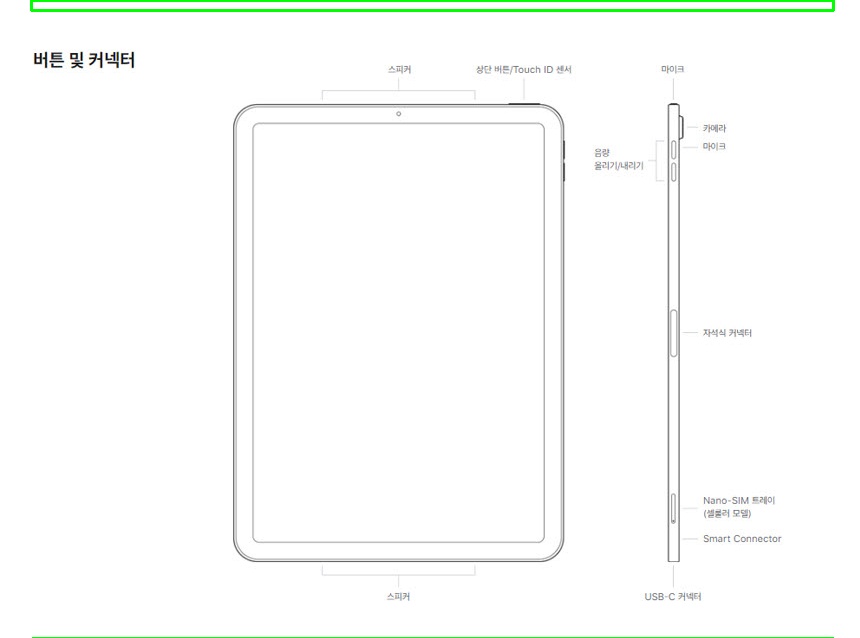 버튼 및 커넥터
스피커
상단 버튼/Touch ID 센서
마이크
카메라
마이크
음량
올리기/내리기
자석식 커넥터
Nano-SIM 트레이
(셀룰러 모델)
Smart Connector
스피커
USB-C 커넥터